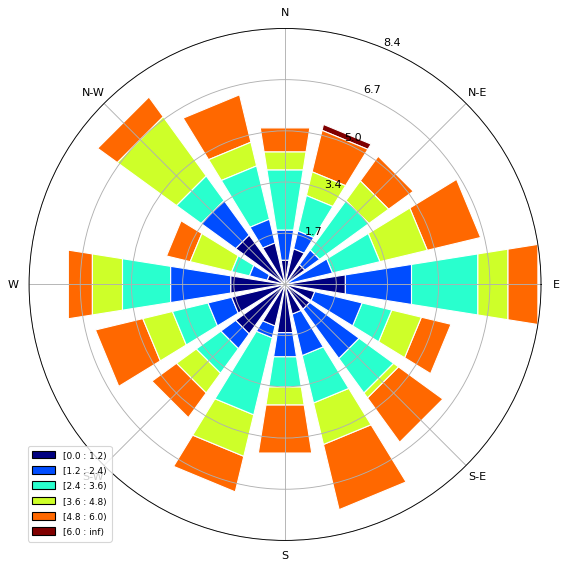 N
8.4
6.7
N-W
N-E
5.0
3.4
1.7
W
E
[0.0 : 1.2)
[1.2 : 2.4)
[2.4 : 3.6)
[3.6 : 4.8)
[4.8 : 6.0)
[6.0 : inf)
S-W
S-E
S